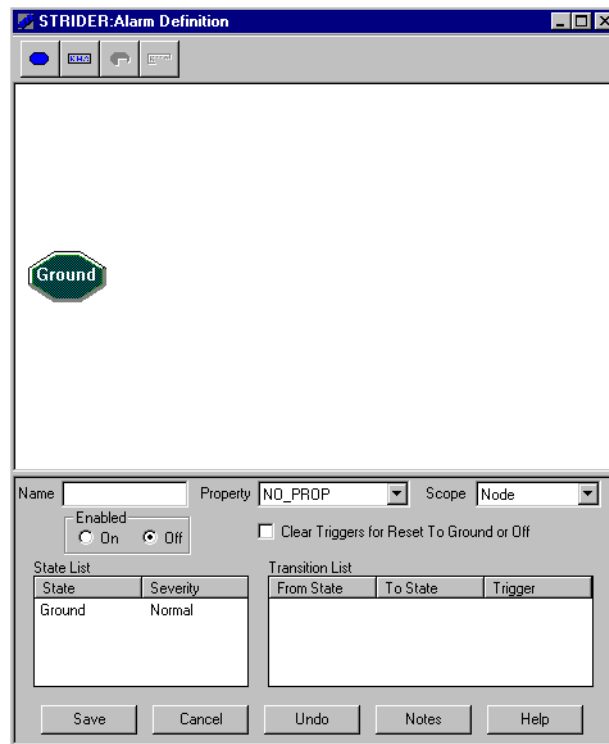 STRIDER:Alarm Definition
Ground
Name
Property NO_PROP
Scope Node
Enabled
On Off
Clear Triggers for Reset To Ground or Off
State List
State Severity
Ground Normal
Transition List
From State To State Trigger
Save Cancel Undo Notes Help